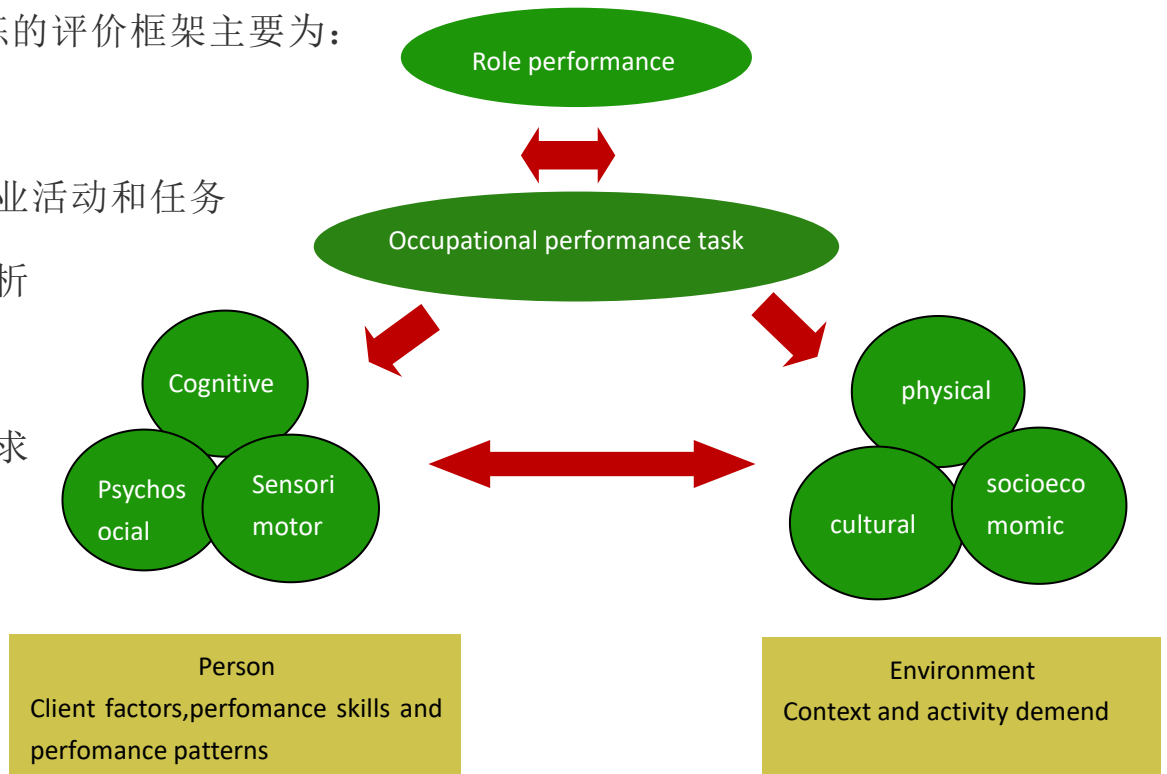 的评价框架主要为：
业活动和任务
析
求
Role performance
Occupational performance task
Cognitive
Psychos
ocial
Sensori
motor
physical
cultural
socioeco
momic
Person
Client factors,perfomance skills and
perfomance patterns
Environment
Context and activity demend